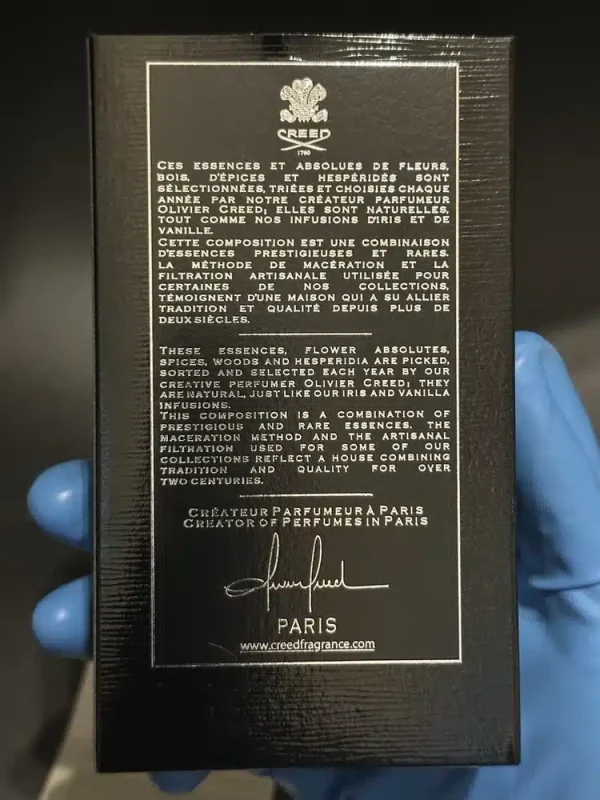 CREED
1760
CES ESSENCES ET ABSOLUES DE FLEURS,
BOIS, D'ÉPICES ET HESPÉRIDÉS SONT
SÉLECTIONNÉES, TRIÉES ET CHOISIES CHAQUE
ANNÉE PAR NOTRE CRÉATEUR PARFUMEUR
OLIVIER CREED; ELLES SONT NATURELLES,
TOUT COMME NOS INFUSIONS D'IRIS ET DE
VANILLE.
CETTE COMPOSITION EST UNE COMBINAISON
D'ESSENCES PRESTIGIEUSES ET RARES.
LA MÉTHODE DE MACÉRATION ET LA
FILTRATION ARTISANALE UTILISÉE POUR
CERTAINES DE NOS COLLECTIONS,
TÉMOIGNENT D'UNE MAISON QUI A SU ALLIER
TRADITION ET QUALITÉ DEPUIS PLUS DE
DEUX SIÈCLES.
THESE ESSENCES, FLOWER ABSOLUTES,
SPICES, WOODS AND HESPERIDIA ARE PICKED,
SORTED AND SELECTED EACH YEAR BY OUR
CREATIVE PERFUMER OLIVIER CREED; THEY
ARE NATURAL, JUST LIKE OUR IRIS AND VANILLA
INFUSIONS.
THIS COMPOSITION IS A COMBINATION OF
PRESTIGIOUS AND RARE ESSENCES. THE
MACERATION METHOD AND THE ARTISANAL
FILTRATION USED FOR SOME OF OUR
COLLECTIONS REFLECT A HOUSE COMBINING
TRADITION AND QUALITY FOR OVER
TWO CENTURIES.
CRÉATEUR PARFUMEUR À PARIS
CREATOR OF PERFUMES IN PARIS
PARIS
www.creedfragrance.com